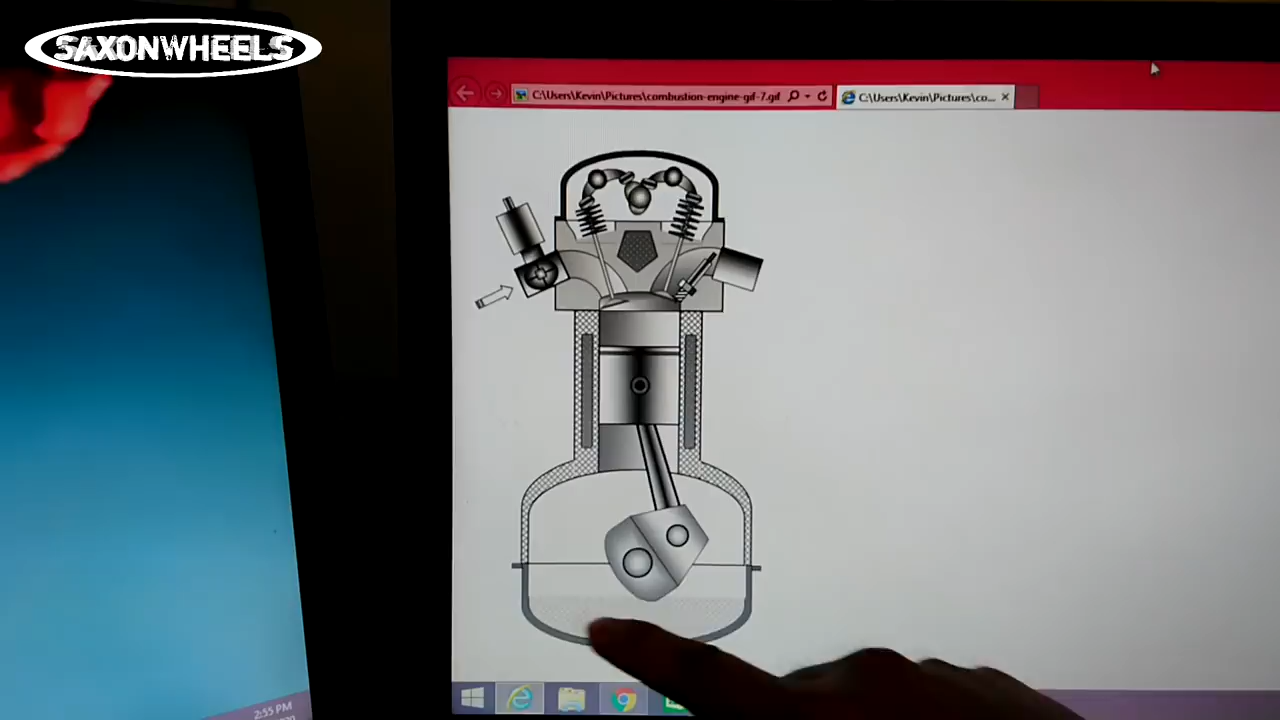 SAXONWHEELS
C:\Users\Kevin\Pictures\combustion-engine-gif-7.gif
C:\Users\Kevin\Pictures\co...
2:55 PM